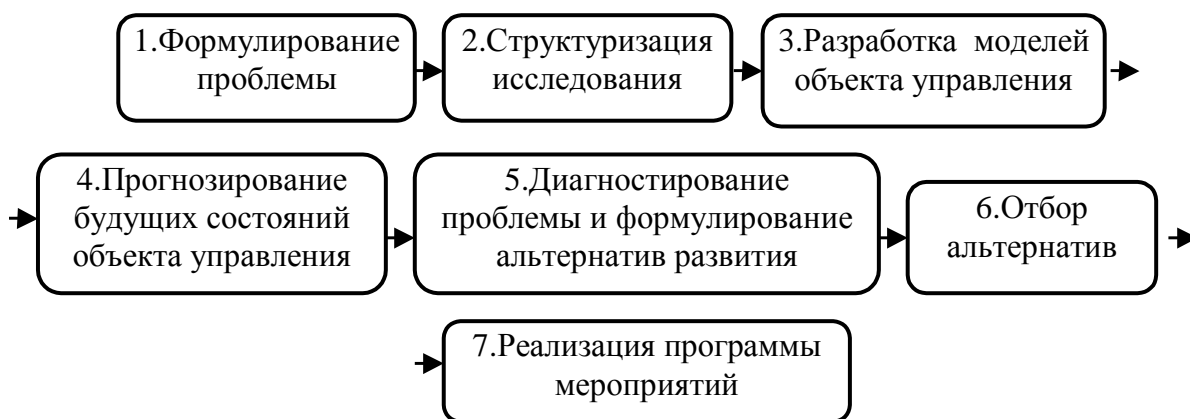 1.Формулирование
проблемы
2.Структуризация
исследования
3.Разработка моделей
объекта управления
4.Прогнозирование
будущих состояний
объекта управления
5.Диагностирование
проблемы и формулирование
альтернатив развития
6.Отбор
альтернатив
7.Реализация программы
мероприятий